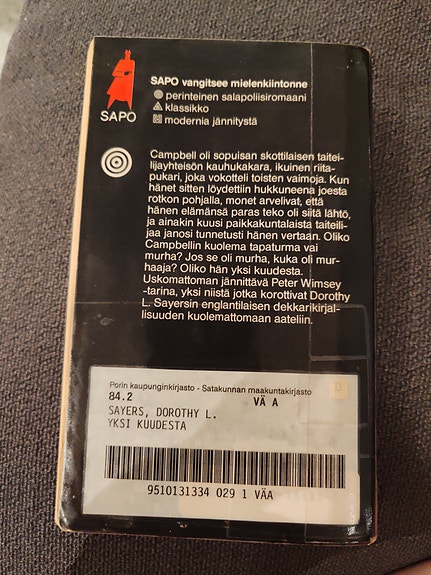 SAPO
SAPO vangitsee mielenkiintonne
perinteinen salapoliisiromaani
klassikko
modernia jännitystä
Campbell oli sopuisan skottilaisen taitei-
lijayhteisön kauhukakara, ikuinen riita-
pukari, joka vokotteli toisten vaimoja. Kun
hänet sitten löydettiin hukkuneena joesta
rotkon pohjalla, monet arvelivat, että
hänen elämänsä paras teko oli siitä lähtö,
ja ainakin kuusi paikkakuntalaista taiteili-
jaa janosi tunnetusti hänen vertaan. Oliko
Campbellin kuolema tapaturma vai
murha? Jos se oli murha, kuka oli mur-
haaja? Oliko hän yksi kuudesta.
Uskomattoman jännittävä Peter Wimsey
-tarina, yksi niistä jotka korottivat Dorothy
L. Sayersin englantilaisen dekkarikirjal-
lisuuden kuolemattomaan aateliin.
Porin kaupunginkirjasto - Satakunnan maakuntakirjasto
D
84.2 VÄ A
SAYERS, DOROTHY L.
YKSI KUUDESTA
9510131334 029 1 VÄA